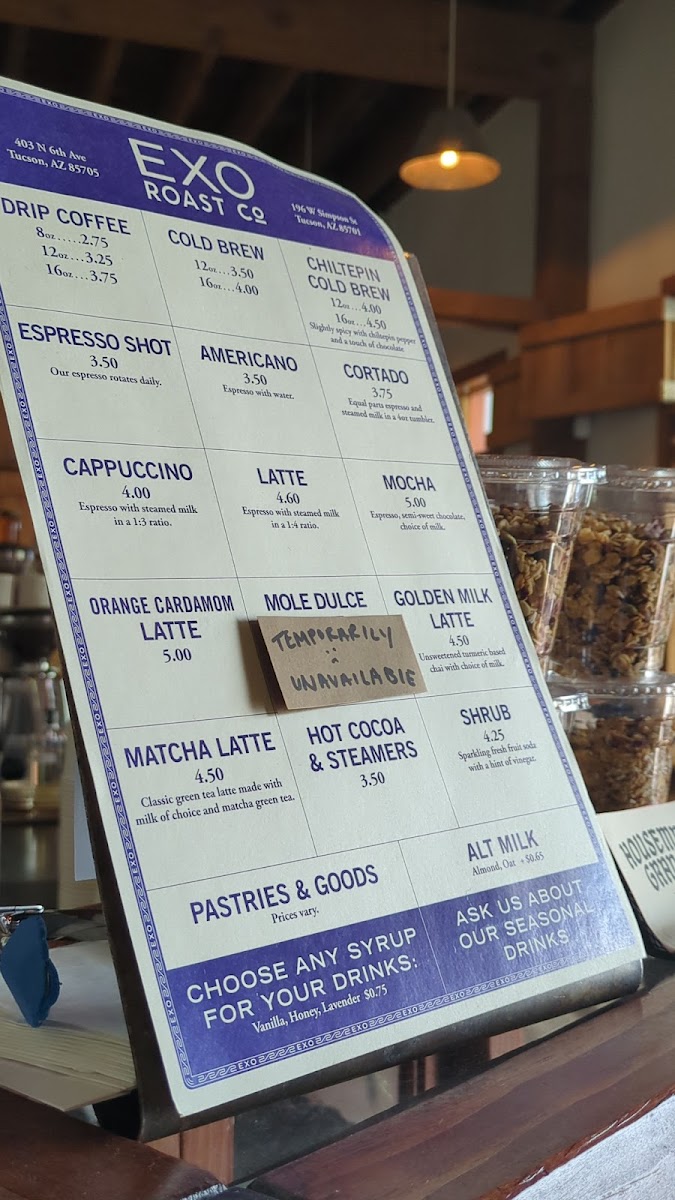 403 N 6th Ave
Tucson, AZ 85705
EXO
ROAST CO
196 W Simpson St
Tucson, AZ 85701
DRIP COFFEE
8oz.....2.75
12oz...3.25
16oz...3.75
COLD BREW
12oz...3.50
16oz...4.00
CHILTEPIN
COLD BREW
12oz...4.00
16oz...4.50
Slightly spicy with chiltepin pepper
and a touch of chocolate
ESPRESSO SHOT
3.50
Our espresso rotates daily.
AMERICANO
3.50
Espresso with water.
CORTADO
3.75
Equal parts espresso and
steamed milk in a 4oz tumbler.
CAPPUCCINO
4.00
Espresso with steamed milk
in a 1:3 ratio.
LATTE
4.60
Espresso with steamed milk
in a 1:4 ratio.
MOCHA
5.00
Espresso, semi-sweet chocolate,
choice of milk.
ORANGE CARDAMOM
LATTE
5.00
MOLE DULCE
TEMPORARILY
UNAVAILABLE
GOLDEN MILK
LATTE
4.50
Unsweetened turmeric based
chai with choice of milk.
MATCHA LATTE
4.50
Classic green tea latte made with
milk of choice and matcha green tea.
HOT COCOA
& STEAMERS
3.50
SHRUB
4.25
Sparkling fresh fruit soda
with a hint of vinegar.
PASTRIES & GOODS
Prices vary.
ALT MILK
Almond, Oat +$0.65
CHOOSE ANY SYRUP
FOR YOUR DRINKS:
Vanilla, Honey, Lavender $0.75
ASK US ABOUT
OUR SEASONAL
DRINKS